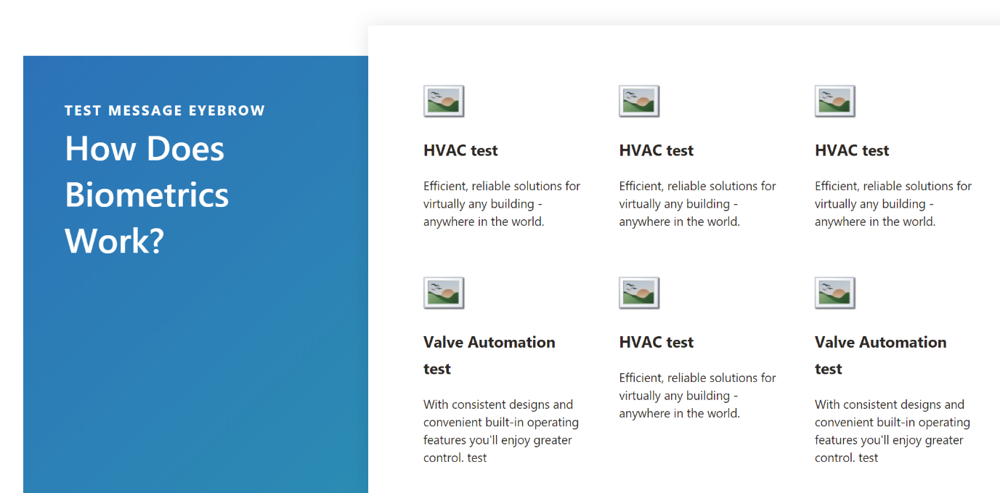 TEST MESSAGE EYEBROW
How Does
Biometrics
Work?
HVAC test
Efficient, reliable solutions for
virtually any building -
anywhere in the world.
HVAC test
Efficient, reliable solutions for
virtually any building -
anywhere in the world.
HVAC test
Efficient, reliable solutions for
virtually any building -
anywhere in the world.
Valve Automation
test
With consistent designs and
convenient built-in operating
features you'll enjoy greater
control. test
HVAC test
Efficient, reliable solutions for
virtually any building -
anywhere in the world.
Valve Automation
test
With consistent designs and
convenient built-in operating
features you'll enjoy greater
control. test